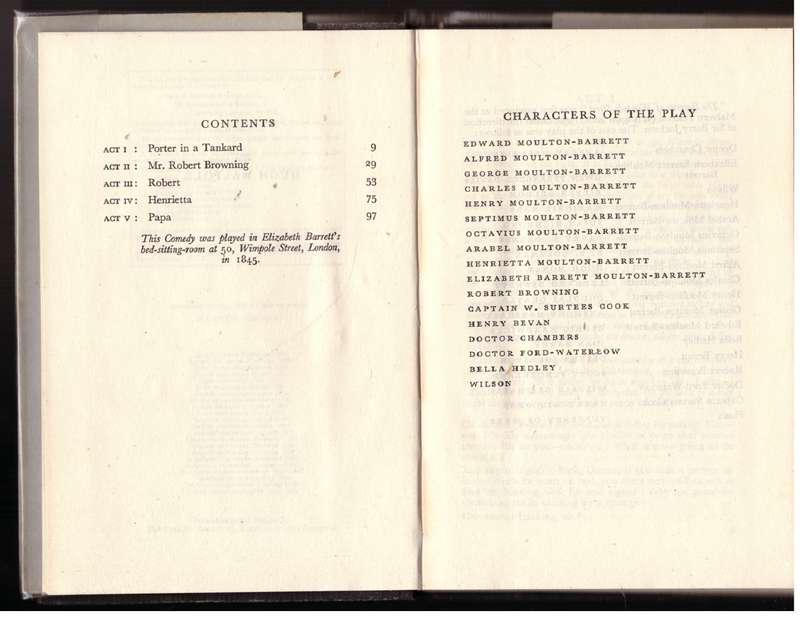 CONTENTS
ACT I : Porter in a Tankard 9
ACT II : Mr. Robert Browning 29
ACT III: Robert 53
ACT IV: Henrietta 75
ACT V : Papa 97
This Comedy was played in Elizabeth Barrett's
bed-sitting-room at 50, Wimpole Street, London,
in 1845.
CHARACTERS OF THE PLAY
EDWARD MOULTON-BARRETT
ALFRED MOULTON-BARRETT
GEORGE MOULTON-BARRETT
CHARLES MOULTON-BARRETT
HENRY MOULTON-BARRETT
SEPTIMUS MOULTON-BARRETT
OCTAVIUS MOULTON-BARRETT
ARABEL MOULTON-BARRETT
HENRIETTA MOULTON-BARRETT
ELIZABETH BARRETT MOULTON-BARRETT
ROBERT BROWNING
CAPTAIN W. SURTEES COOK
HENRY BEVAN
DOCTOR CHAMBERS
DOCTOR FORD-WATERLOW
BELLA HEDLEY
WILSON